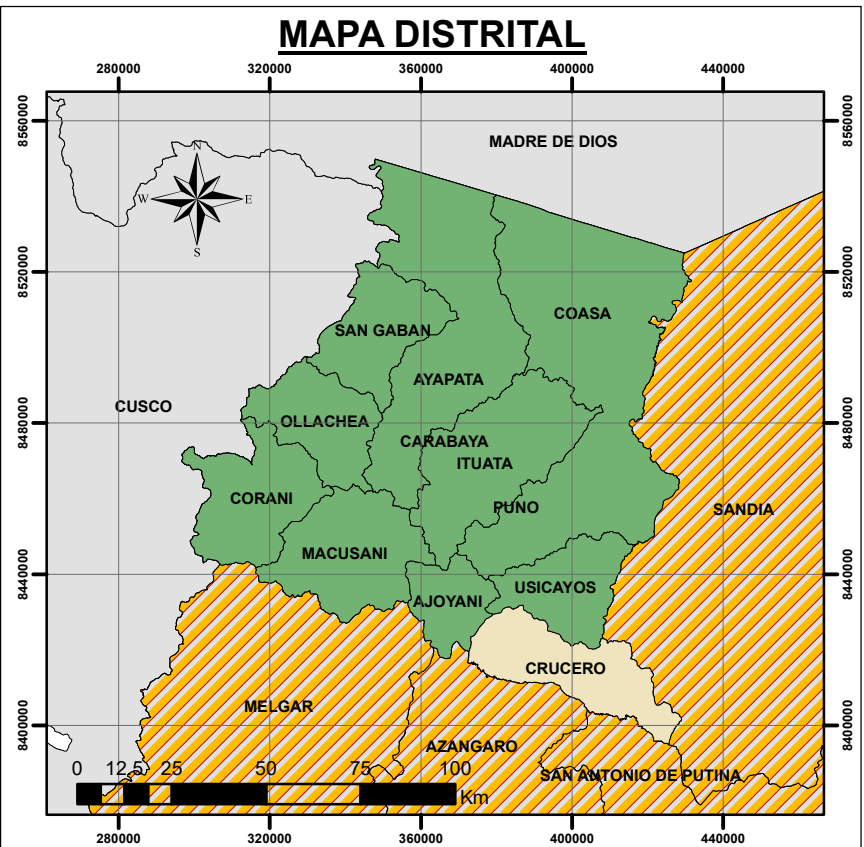 MAPA DISTRITAL
280000 320000 360000 400000 440000
8560000 8560000
MADRE DE DIOS
N
W E
S
8520000 8520000
COASA
SAN GABAN
AYAPATA
CUSCO
OLLACHEA
8480000 8480000
CARABAYA
ITUATA
CORANI
PUNO
SANDIA
MACUSANI
8440000 8440000
USICAYOS
AJOYANI
CRUCERO
MELGAR
8400000 8400000
AZANGARO
SAN ANTONIO DE PUTINA
0 12.5 25 50 75 100
Km
280000 320000 360000 400000 440000